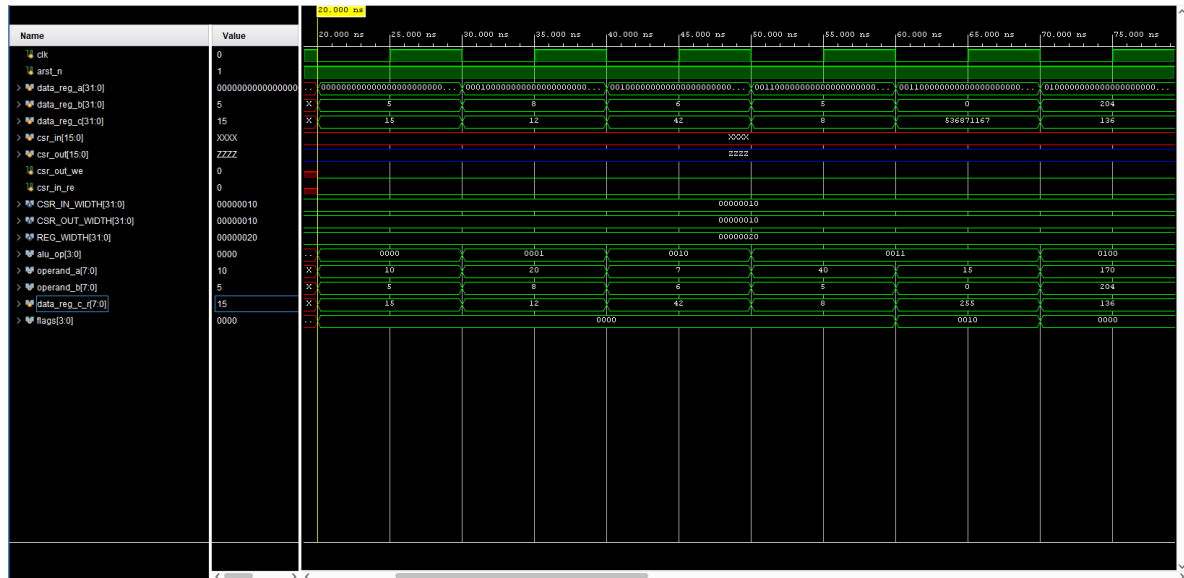 20.000 ns
Name Value 20.000 ns 25.000 ns 30.000 ns 35.000 ns 40.000 ns 45.000 ns 50.000 ns 55.000 ns 60.000 ns 65.000 ns 70.000 ns 75.000 ns
clk 0
arst_n 1
data_reg_a[31:0] 0000000000000000 ... 00000000000000000000000... 00010000000000000000000... 00100000000000000000000... 00110000000000000000000... 00110000000000000000000... 01000000000000000000000...
data_reg_b[31:0] 5 X 5 8 6 5 0 204
data_reg_c[31:0] 15 X 15 12 42 8 536871167 136
csr_in[15:0] XXXX XXXX
csr_out[15:0] ZZZZ ZZZZ
csr_out_we 0
csr_in_re 0
CSR_IN_WIDTH[31:0] 00000010 00000010
CSR_OUT_WIDTH[31:0] 00000010 00000010
REG_WIDTH[31:0] 00000020 00000020
alu_op[3:0] 0000 ... 0000 0001 0010 0011 0100
operand_a[7:0] 10 X 10 20 7 40 15 170
operand_b[7:0] 5 X 5 8 6 5 0 204
data_reg_c_r[7:0] 15 X 15 12 42 8 255 136
flags[3:0] 0000 ... 0000 0010 0000